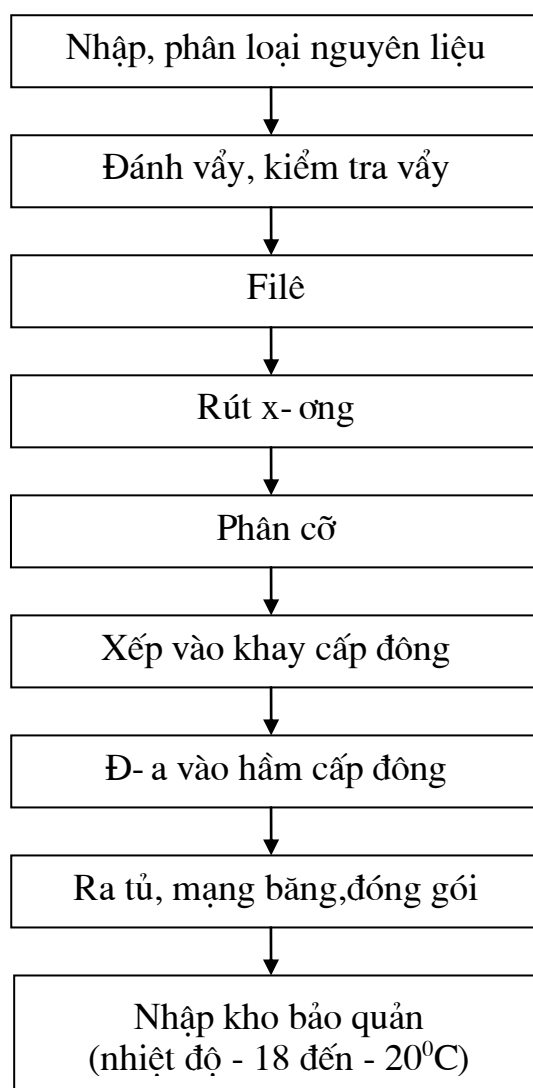 Nhập, phân loại nguyên liệu
Đánh vẩy, kiểm tra vẩy
Filê
Rút x- ơng
Phân cỡ
Xếp vào khay cấp đông
Đ- a vào hầm cấp đông
Ra tủ, mạng băng,đóng gói
Nhập kho bảo quản
(nhiệt độ - 18 đến - 20⁰C)